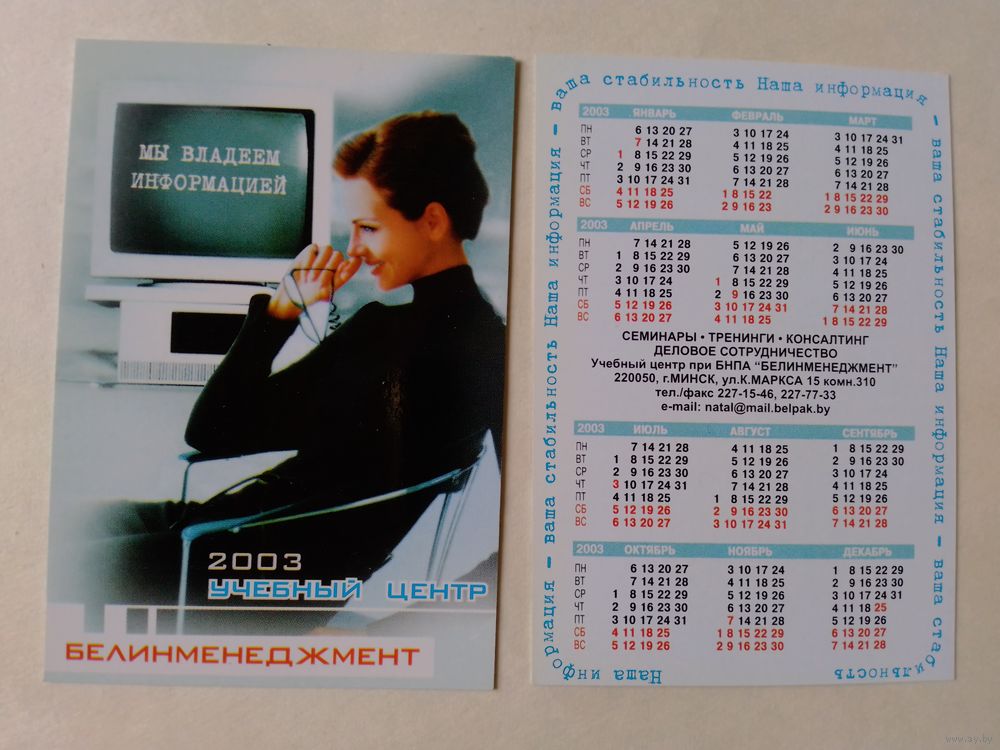 МЫ ВЛАДЕЕМ
ИНФОРМАЦИЕЙ
2003
УЧЕБНЫЙ ЦЕНТР
БЕЛИНМЕНЕДЖМЕНТ
Наша информация – ваша стабильность Наша информация – ваша стабильность Наша информация – ваша стабильность Наша информация – ваша стабильность
2003 ЯНВАРЬ ФЕВРАЛЬ МАРТ
ПН 6 13 20 27 3 10 17 24 3 10 17 24 31
ВТ 7 14 21 28 4 11 18 25 4 11 18 25
СР 1 8 15 22 29 5 12 19 26 5 12 19 26
ЧТ 2 9 16 23 30 6 13 20 27 6 13 20 27
ПТ 3 10 17 24 31 7 14 21 28 7 14 21 28
СБ 4 11 18 25 1 8 15 22 1 8 15 22 29
ВС 5 12 19 26 2 9 16 23 2 9 16 23 30
2003 АПРЕЛЬ МАЙ ИЮНЬ
ПН 7 14 21 28 5 12 19 26 2 9 16 23 30
ВТ 1 8 15 22 29 6 13 20 27 3 10 17 24
СР 2 9 16 23 30 7 14 21 28 4 11 18 25
ЧТ 3 10 17 24 1 8 15 22 29 5 12 19 26
ПТ 4 11 18 25 2 9 16 23 30 6 13 20 27
СБ 5 12 19 26 3 10 17 24 31 7 14 21 28
ВС 6 13 20 27 4 11 18 25 1 8 15 22 29
СЕМИНАРЫ • ТРЕНИНГИ • КОНСАЛТИНГ
ДЕЛОВОЕ СОТРУДНИЧЕСТВО
Учебный центр при БНПА "БЕЛИНМЕНЕДЖМЕНТ"
220050, г.МИНСК, ул.К.МАРКСА 15 комн.310
тел./факс 227-15-46, 227-77-33
e-mail: natal@mail.belpak.by
2003 ИЮЛЬ АВГУСТ СЕНТЯБРЬ
ПН 7 14 21 28 4 11 18 25 1 8 15 22 29
ВТ 1 8 15 22 29 5 12 19 26 2 9 16 23 30
СР 2 9 16 23 30 6 13 20 27 3 10 17 24
ЧТ 3 10 17 24 31 7 14 21 28 4 11 18 25
ПТ 4 11 18 25 1 8 15 22 29 5 12 19 26
СБ 5 12 19 26 2 9 16 23 30 6 13 20 27
ВС 6 13 20 27 3 10 17 24 31 7 14 21 28
2003 ОКТЯБРЬ НОЯБРЬ ДЕКАБРЬ
ПН 6 13 20 27 3 10 17 24 1 8 15 22 29
ВТ 7 14 21 28 4 11 18 25 2 9 16 23 30
СР 1 8 15 22 29 5 12 19 26 3 10 17 24 31
ЧТ 2 9 16 23 30 6 13 20 27 4 11 18 25
ПТ 3 10 17 24 31 7 14 21 28 5 12 19 26
СБ 4 11 18 25 1 8 15 22 29 6 13 20 27
ВС 5 12 19 26 2 9 16 23 30 7 14 21 28
www.ay.by